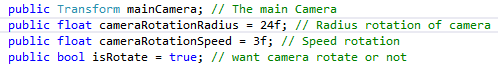 public Transform mainCamera; // The main Camera
public float cameraRotationRadius = 24f; // Radius rotation of camera
public float cameraRotationSpeed = 3f; // Speed rotation
public bool isRotate = true; // want camera rotate or not